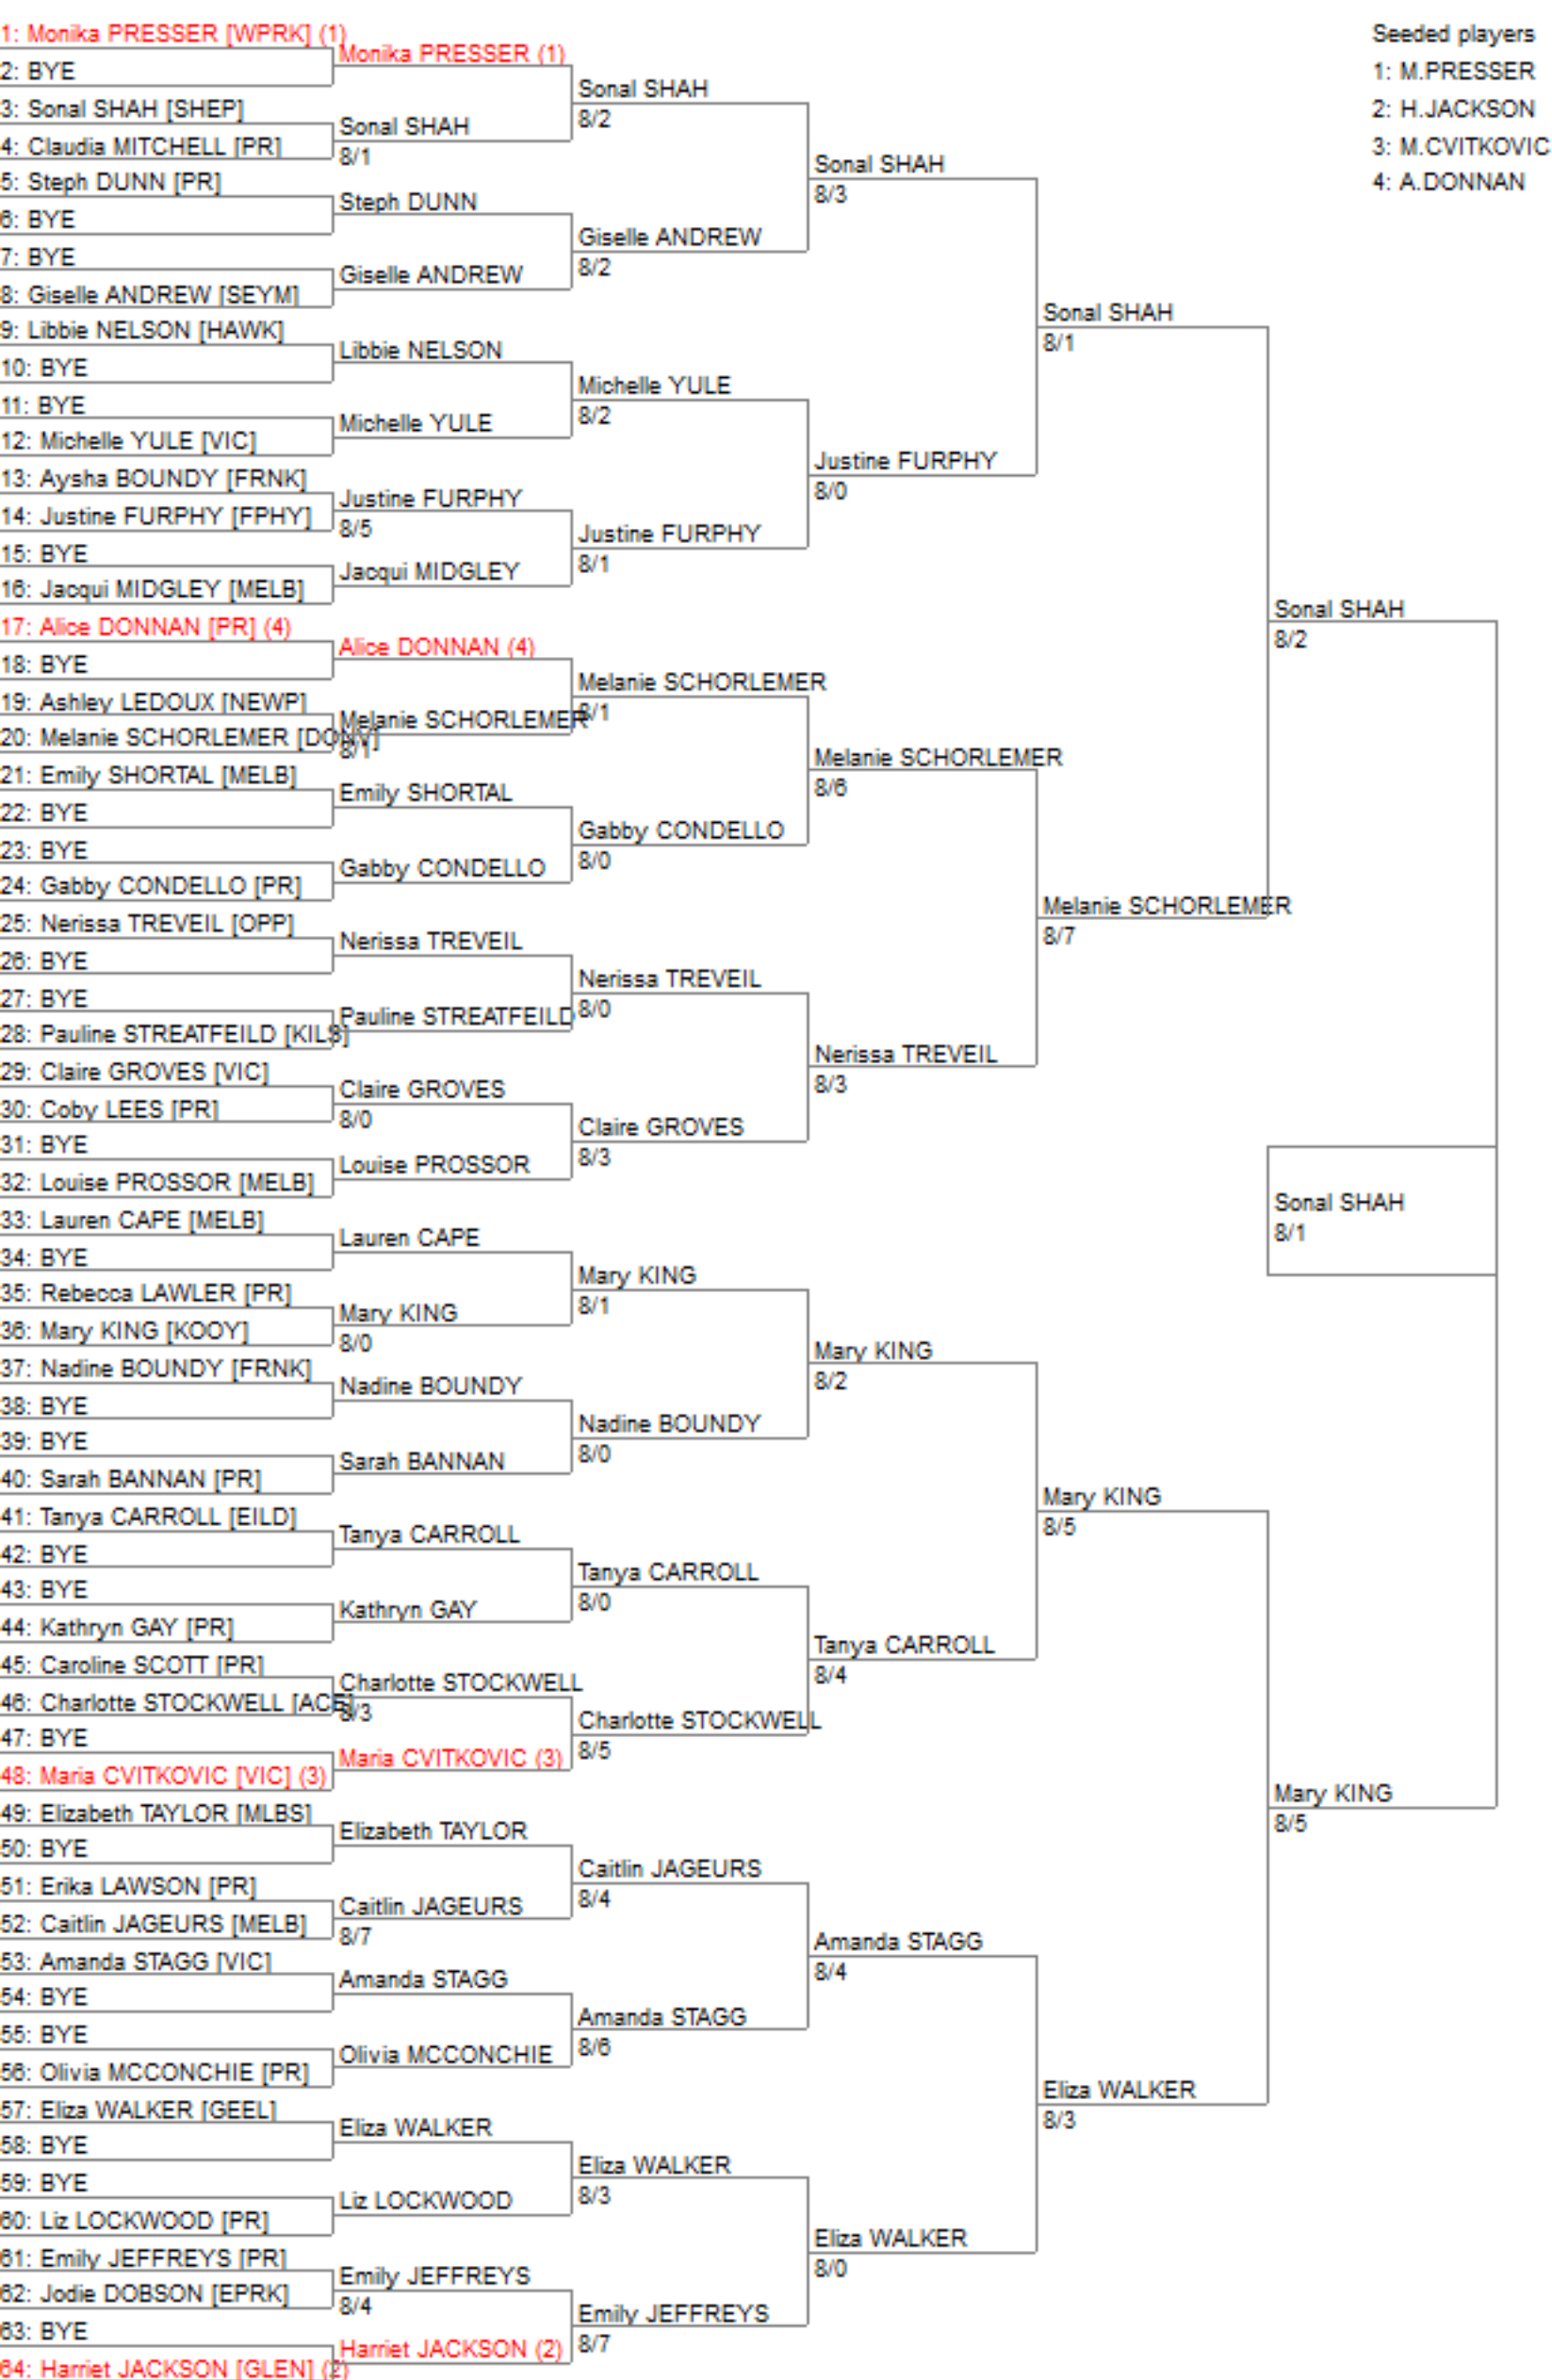 1: Monika PRESSER [WPRK] (1)
2: BYE
3: Sonal SHAH [SHEP]
4: Claudia MITCHELL [PR]
5: Steph DUNN [PR]
6: BYE
7: BYE
8: Giselle ANDREW [SEYM]
9: Libbie NELSON [HAWK]
10: BYE
11: BYE
12: Michelle YULE [VIC]
13: Aysha BOUNDY [FRNK]
14: Justine FURPHY [FPHY]
15: BYE
16: Jacqui MIDGLEY [MELB]
17: Alice DONNAN [PR] (4)
18: BYE
19: Ashley LEDOUX [NEWP]
20: Melanie SCHORLEMER [DONV]
21: Emily SHORTAL [MELB]
22: BYE
23: BYE
24: Gabby CONDELLO [PR]
25: Nerissa TREVEIL [OPP]
26: BYE
27: BYE
28: Pauline STREATFEILD [KILS]
29: Claire GROVES [VIC]
30: Coby LEES [PR]
31: BYE
32: Louise PROSSOR [MELB]
33: Lauren CAPE [MELB]
34: BYE
35: Rebecca LAWLER [PR]
36: Mary KING [KOOY]
37: Nadine BOUNDY [FRNK]
38: BYE
39: BYE
40: Sarah BANNAN [PR]
41: Tanya CARROLL [EILD]
42: BYE
43: BYE
44: Kathryn GAY [PR]
45: Caroline SCOTT [PR]
46: Charlotte STOCKWELL [ACE]
47: BYE
48: Maria CVITKOVIC [VIC] (3)
49: Elizabeth TAYLOR [MLBS]
50: BYE
51: Erika LAWSON [PR]
52: Caitlin JAGEURS [MELB]
53: Amanda STAGG [VIC]
54: BYE
55: BYE
56: Olivia MCCONCHIE [PR]
57: Eliza WALKER [GEEL]
58: BYE
59: BYE
60: Liz LOCKWOOD [PR]
61: Emily JEFFREYS [PR]
62: Jodie DOBSON [EPRK]
63: BYE
64: Harriet JACKSON [GLEN] (2)
Monika PRESSER (1)
Sonal SHAH
8/1
Steph DUNN
Giselle ANDREW
Libbie NELSON
Michelle YULE
Justine FURPHY
8/5
Jacqui MIDGLEY
Alice DONNAN (4)
Melanie SCHORLEMER
8/1
Emily SHORTAL
Gabby CONDELLO
Nerissa TREVEIL
Pauline STREATFEILD
Claire GROVES
8/0
Louise PROSSOR
Lauren CAPE
Mary KING
8/0
Nadine BOUNDY
Sarah BANNAN
Tanya CARROLL
Kathryn GAY
Charlotte STOCKWELL
8/3
Maria CVITKOVIC (3)
Elizabeth TAYLOR
Caitlin JAGEURS
8/7
Amanda STAGG
Olivia MCCONCHIE
Eliza WALKER
Liz LOCKWOOD
Emily JEFFREYS
8/4
Harriet JACKSON (2)
Sonal SHAH
8/2
Giselle ANDREW
8/2
Michelle YULE
8/2
Justine FURPHY
8/1
Melanie SCHORLEMER
8/1
Gabby CONDELLO
8/0
Nerissa TREVEIL
8/0
Claire GROVES
8/3
Mary KING
8/1
Nadine BOUNDY
8/0
Tanya CARROLL
8/0
Charlotte STOCKWELL
8/5
Caitlin JAGEURS
8/4
Amanda STAGG
8/6
Eliza WALKER
8/3
Emily JEFFREYS
8/7
Sonal SHAH
8/3
Justine FURPHY
8/0
Melanie SCHORLEMER
8/6
Nerissa TREVEIL
8/3
Mary KING
8/2
Tanya CARROLL
8/4
Amanda STAGG
8/4
Eliza WALKER
8/0
Sonal SHAH
8/1
Melanie SCHORLEMER
8/7
Mary KING
8/5
Eliza WALKER
8/3
Sonal SHAH
8/2
Sonal SHAH
8/1
Mary KING
8/5
Seeded players
1: M.PRESSER
2: H.JACKSON
3: M.CVITKOVIC
4: A.DONNAN